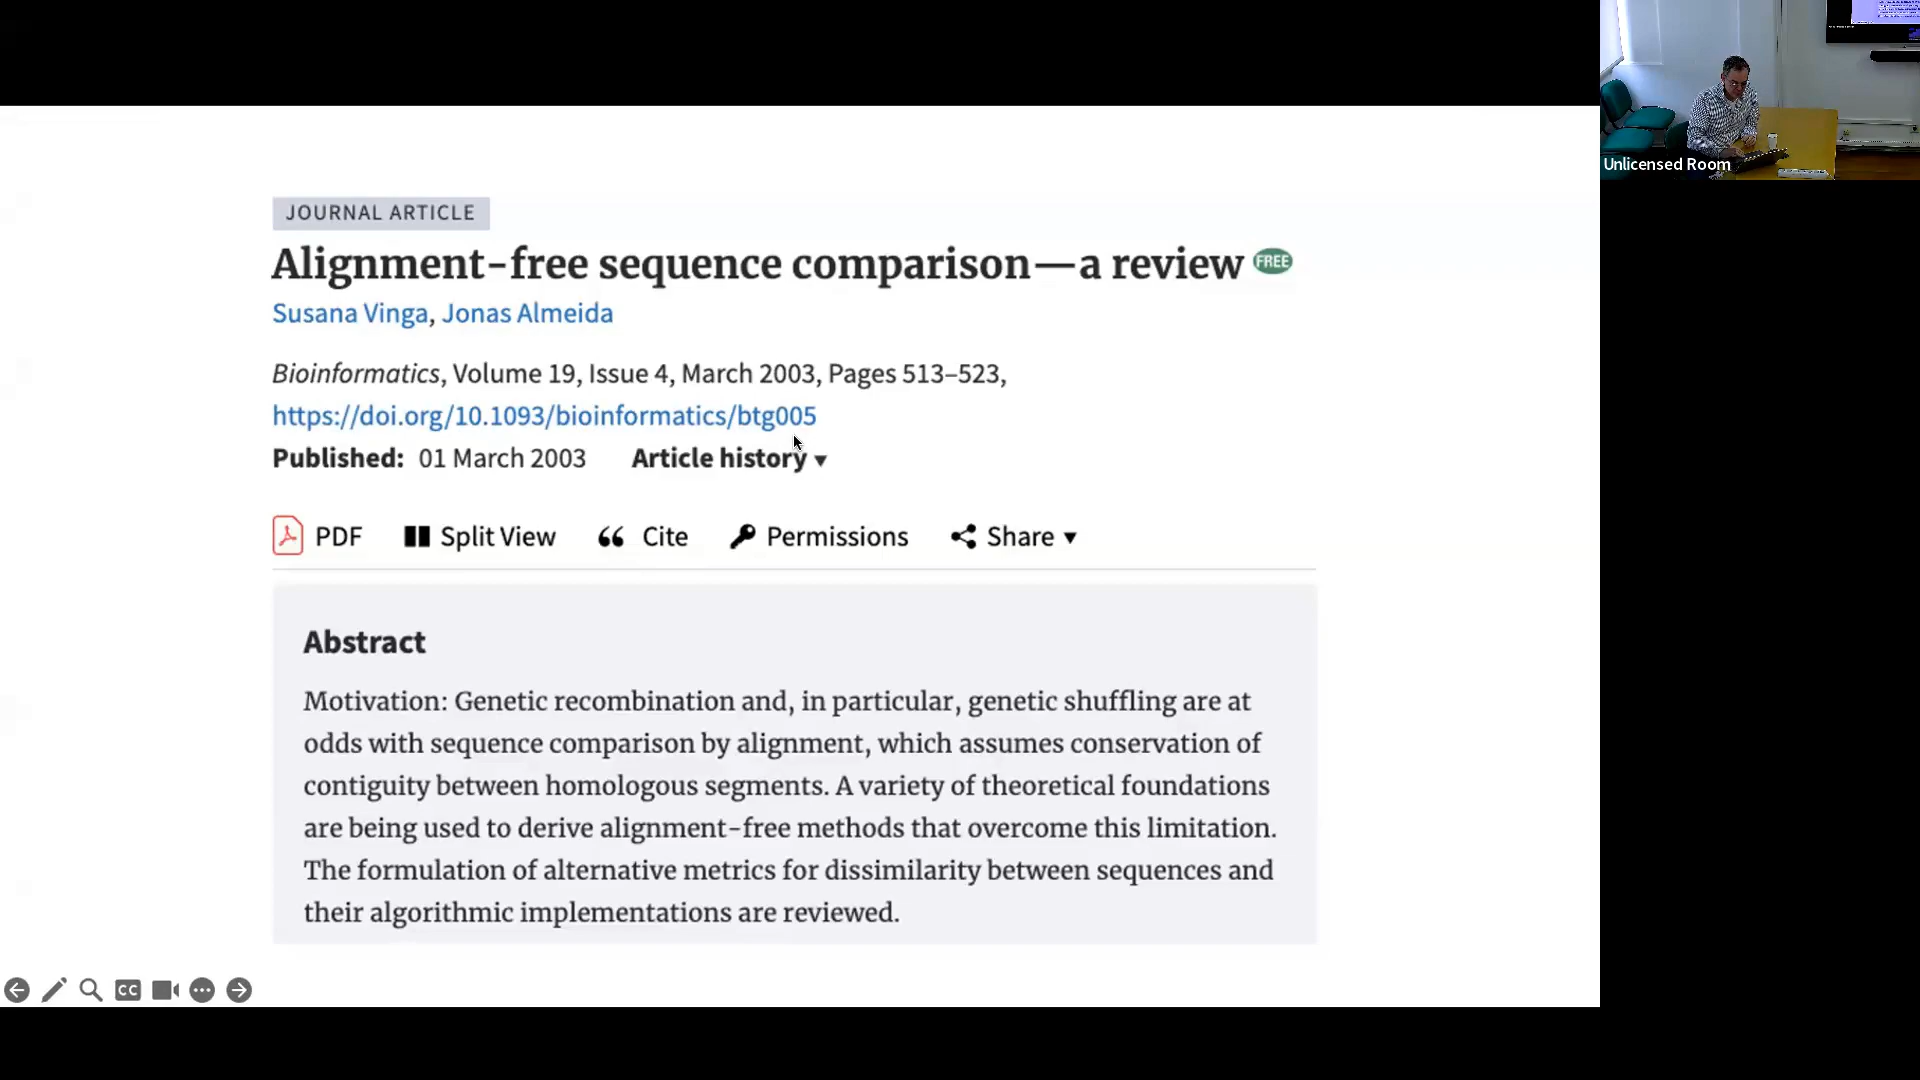 JOURNAL ARTICLE
Alignment-free sequence comparison—a review FREE
Susana Vinga, Jonas Almeida
Bioinformatics, Volume 19, Issue 4, March 2003, Pages 513–523,
https://doi.org/10.1093/bioinformatics/btg005
Published: 01 March 2003 Article history ▼
PDF Split View Cite Permissions Share ▼
Abstract
Motivation: Genetic recombination and, in particular, genetic shuffling are at
odds with sequence comparison by alignment, which assumes conservation of
contiguity between homologous segments. A variety of theoretical foundations
are being used to derive alignment-free methods that overcome this limitation.
The formulation of alternative metrics for dissimilarity between sequences and
their algorithmic implementations are reviewed.
CC
Unlicensed Room